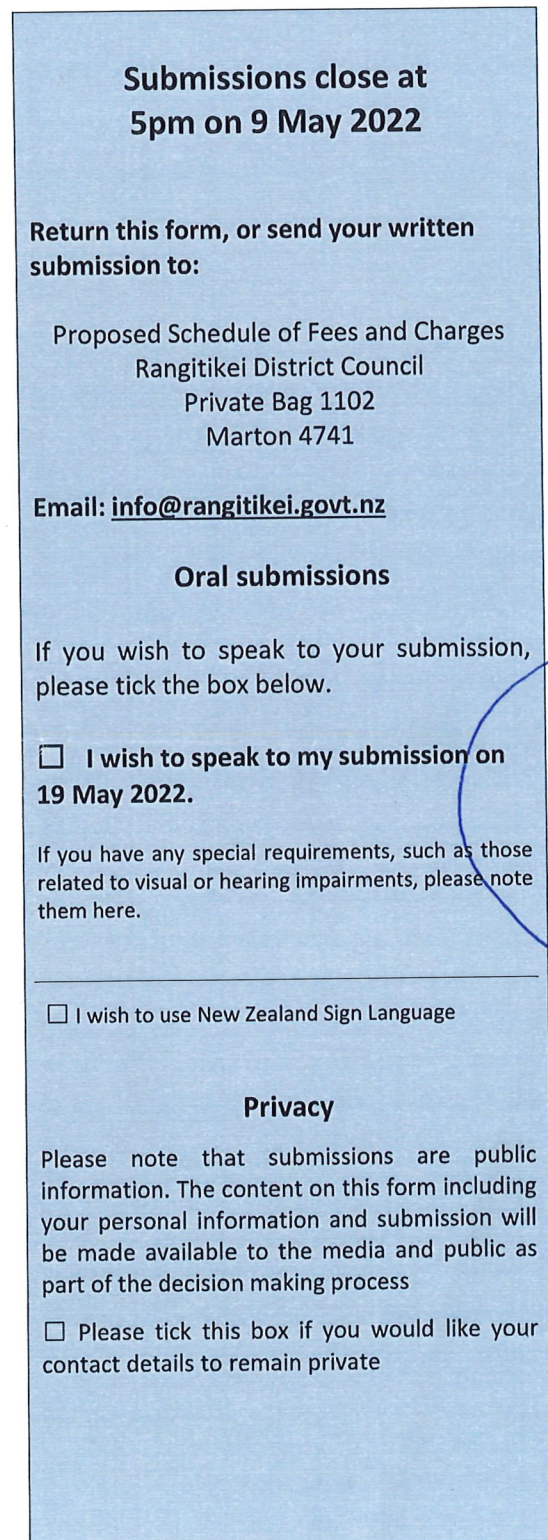 Submissions close at
5pm on 9 May 2022
Return this form, or send your written
submission to:
Proposed Schedule of Fees and Charges
Rangitikei District Council
Private Bag 1102
Marton 4741
Email: info@rangitikei.govt.nz
Oral submissions
If you wish to speak to your submission,
please tick the box below.
☐ I wish to speak to my submission on
19 May 2022.
If you have any special requirements, such as those
related to visual or hearing impairments, please note
them here.
☐ I wish to use New Zealand Sign Language
Privacy
Please note that submissions are public
information. The content on this form including
your personal information and submission will
be made available to the media and public as
part of the decision making process
☐ Please tick this box if you would like your
contact details to remain private